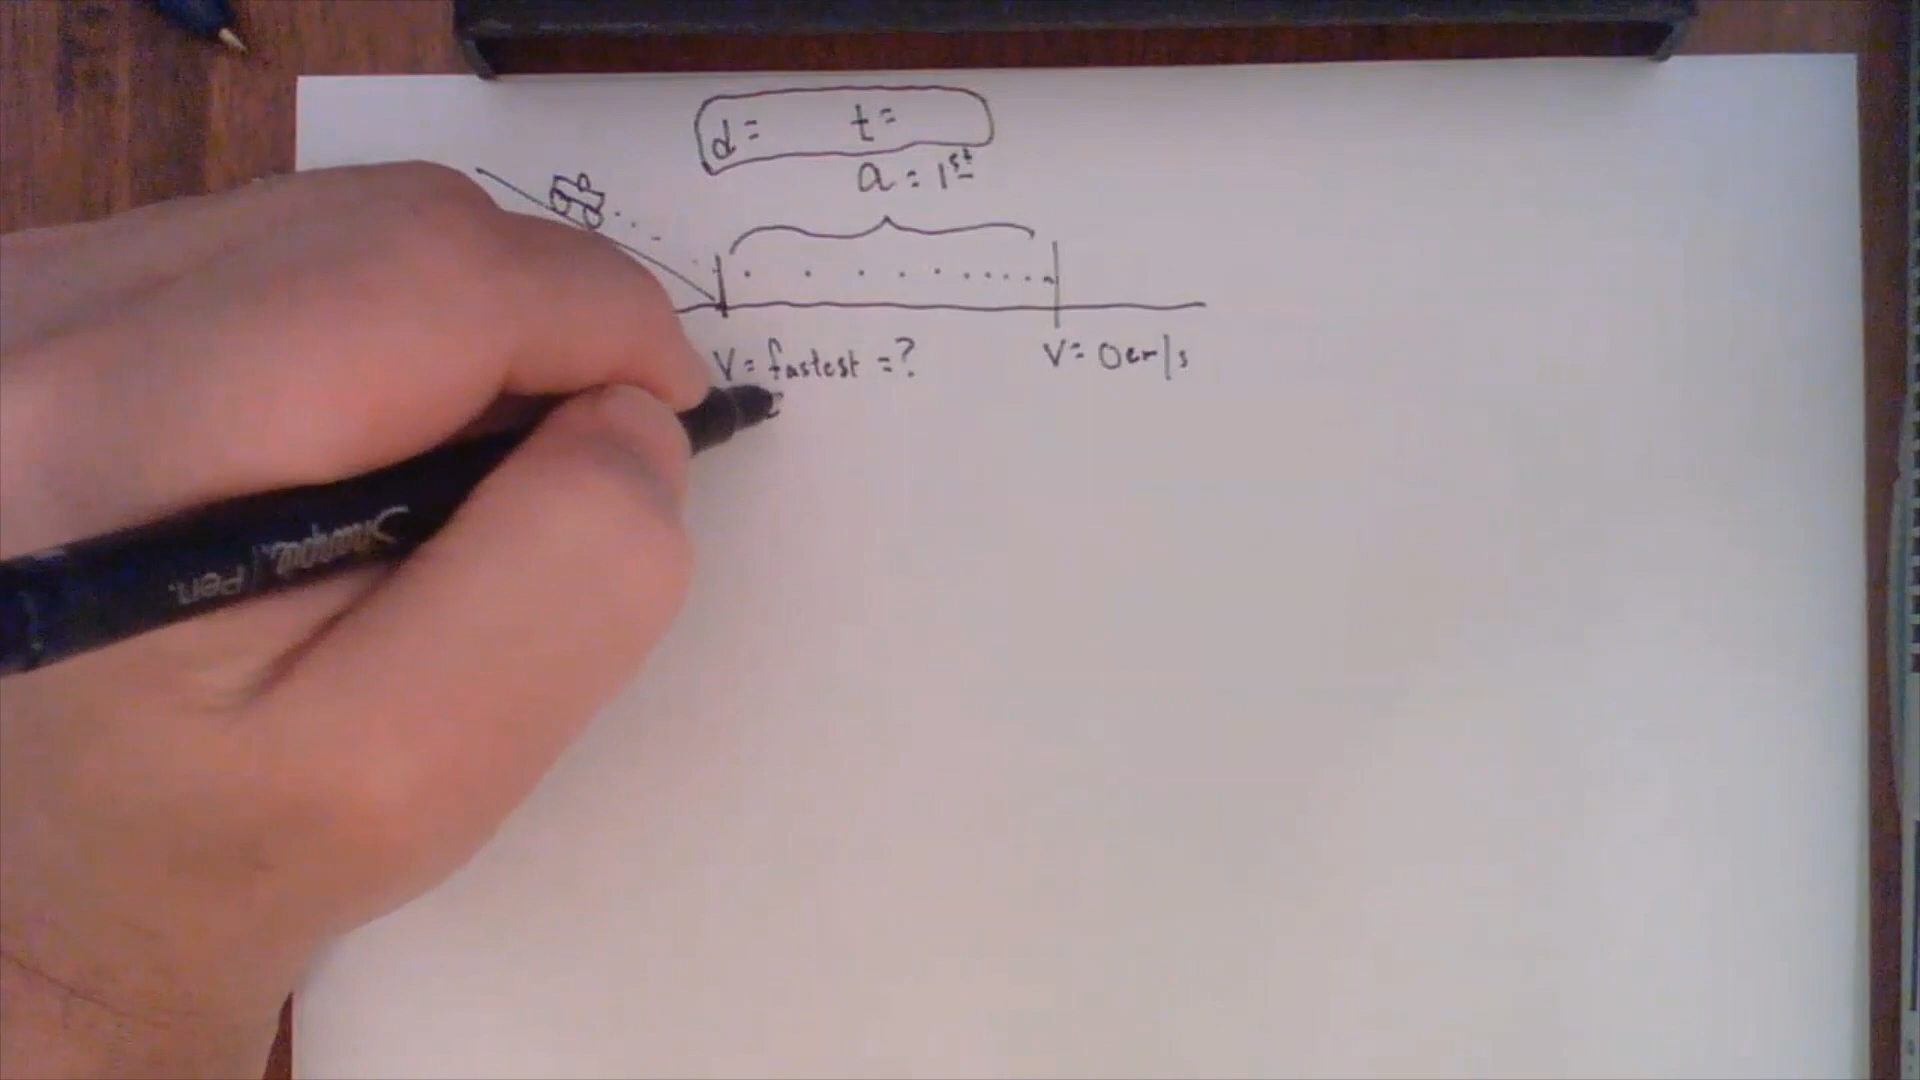 d= t=
a = 1st
V= fastest =?
V= 0cm/s
Sharpie. Pen.